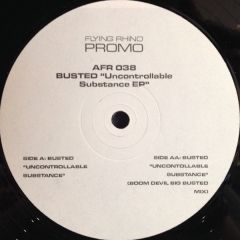 FLYING RHINO
PROMO
AFR 038
BUSTED "Uncontrollable
Substance EP"
SIDE A: BUSTED
"UNCONTROLLABLE
SUBSTANCE"
SIDE AA: BUSTED
"UNCONTOLLABLE
SUBSTANCE"
(BOOM DEVIL BIG BUSTED
MIX)